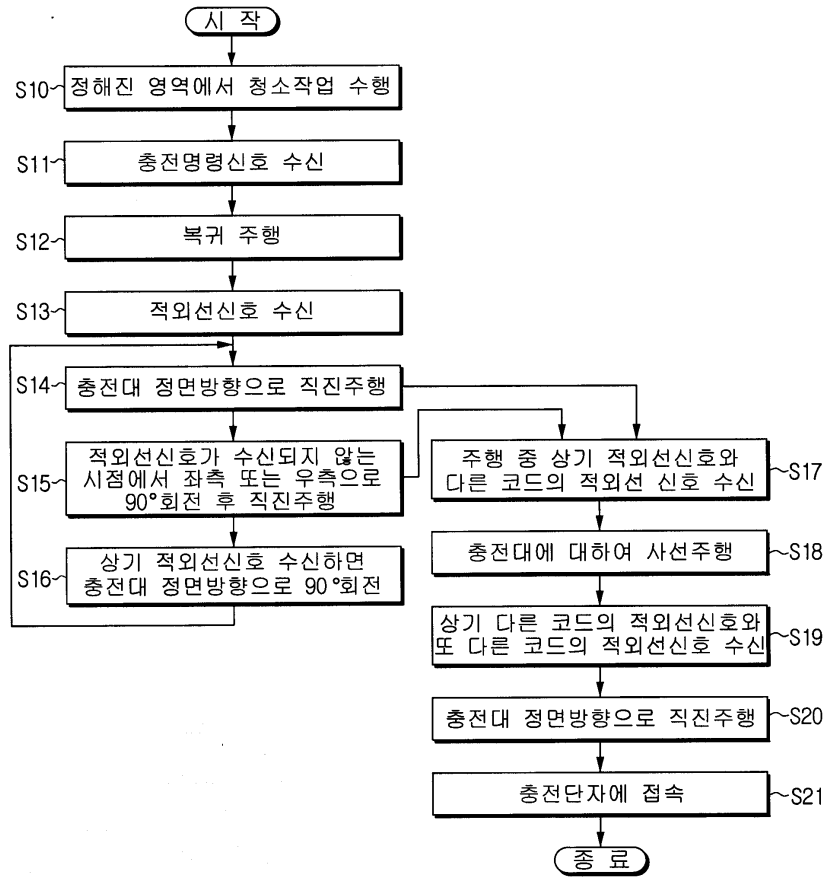 시 작
S10 정해진 영역에서 청소작업 수행
S11 충전명령신호 수신
S12 복귀 주행
S13 적외선신호 수신
S14 충전대 정면방향으로 직진주행
S15 적외선신호가 수신되지 않는
시점에서 좌측 또는 우측으로
90°회전 후 직진주행
S16 상기 적외선신호 수신하면
충전대 정면방향으로 90°회전
주행 중 상기 적외선신호와
다른 코드의 적외선 신호 수신 S17
충전대에 대하여 사선주행 S18
상기 다른 코드의 적외선신호와
또 다른 코드의 적외선신호 수신 S19
충전대 정면방향으로 직진주행 S20
충전단자에 접속 S21
종 료